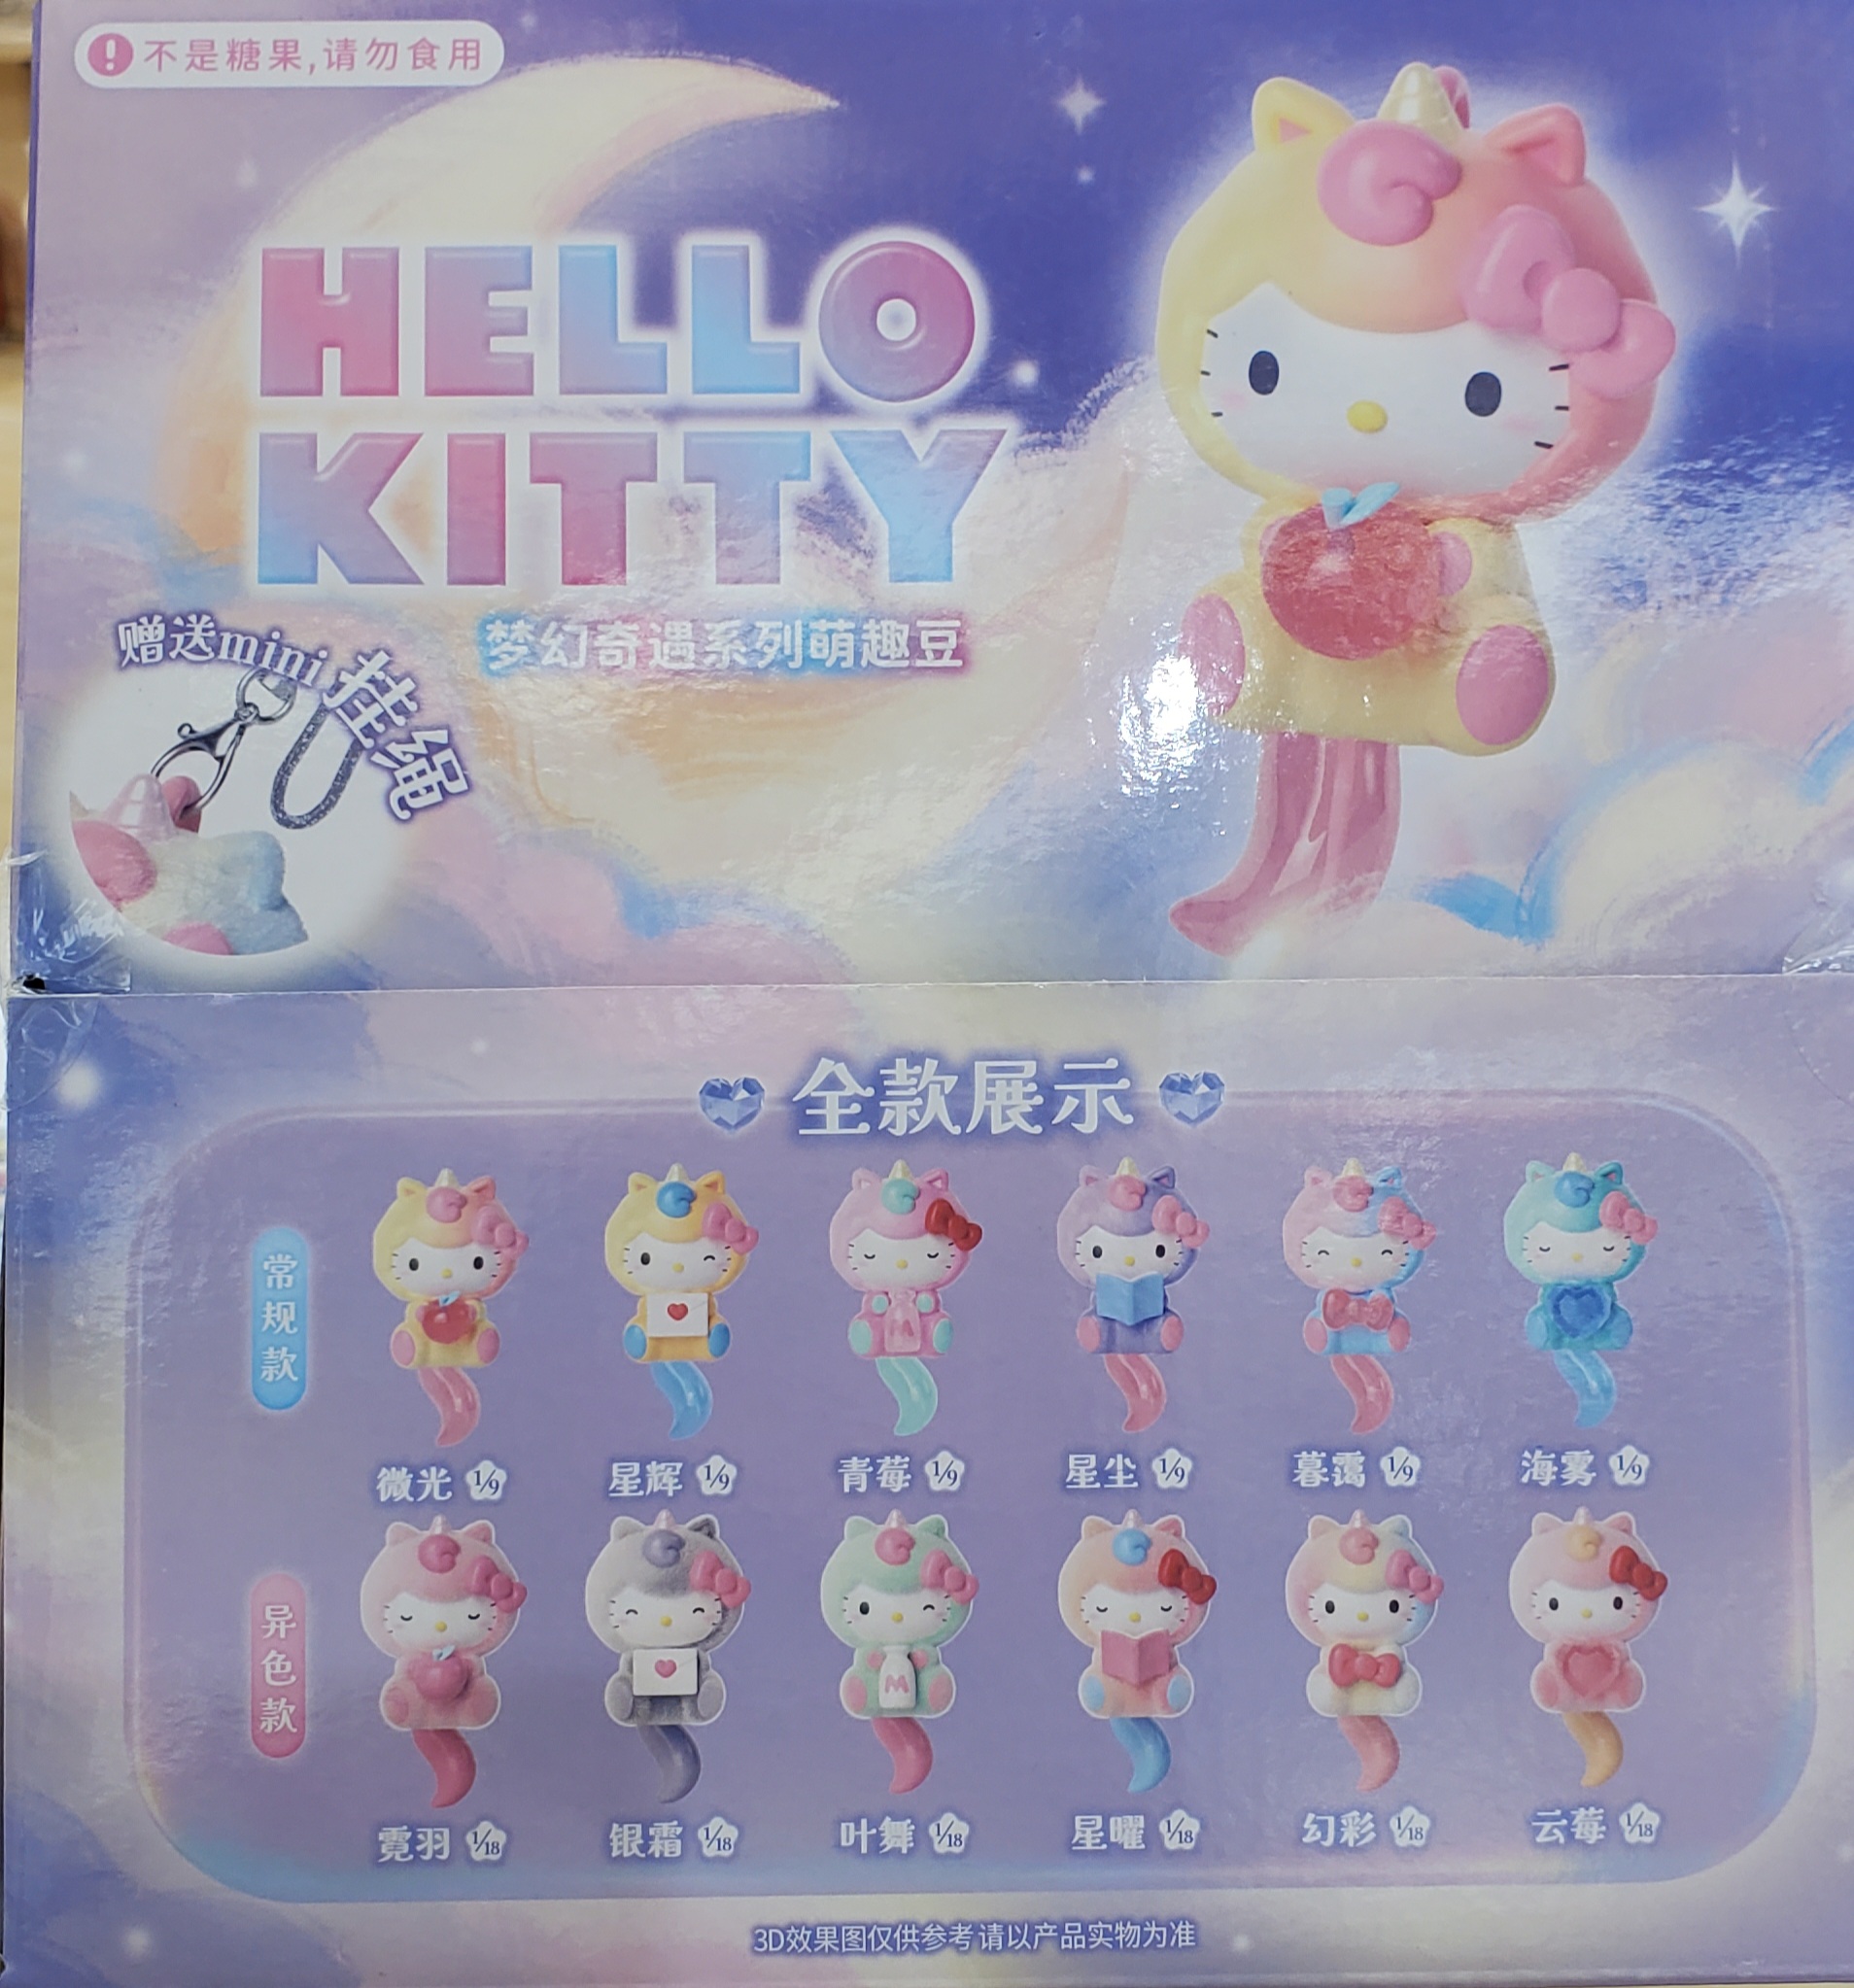 不是糖果,请勿食用
HELLO
KITTY
梦幻奇遇系列萌趣豆
赠送mini挂绳
全款展示
常规款
微光 1/9
星辉 1/9
青莓 1/9
星尘 1/9
暮霭 1/9
海雾 1/9
异色款
霓羽 1/18
银霜 1/18
叶舞 1/18
星曜 1/18
幻彩 1/18
云莓 1/18
M
M
3D效果图仅供参考 请以产品实物为准